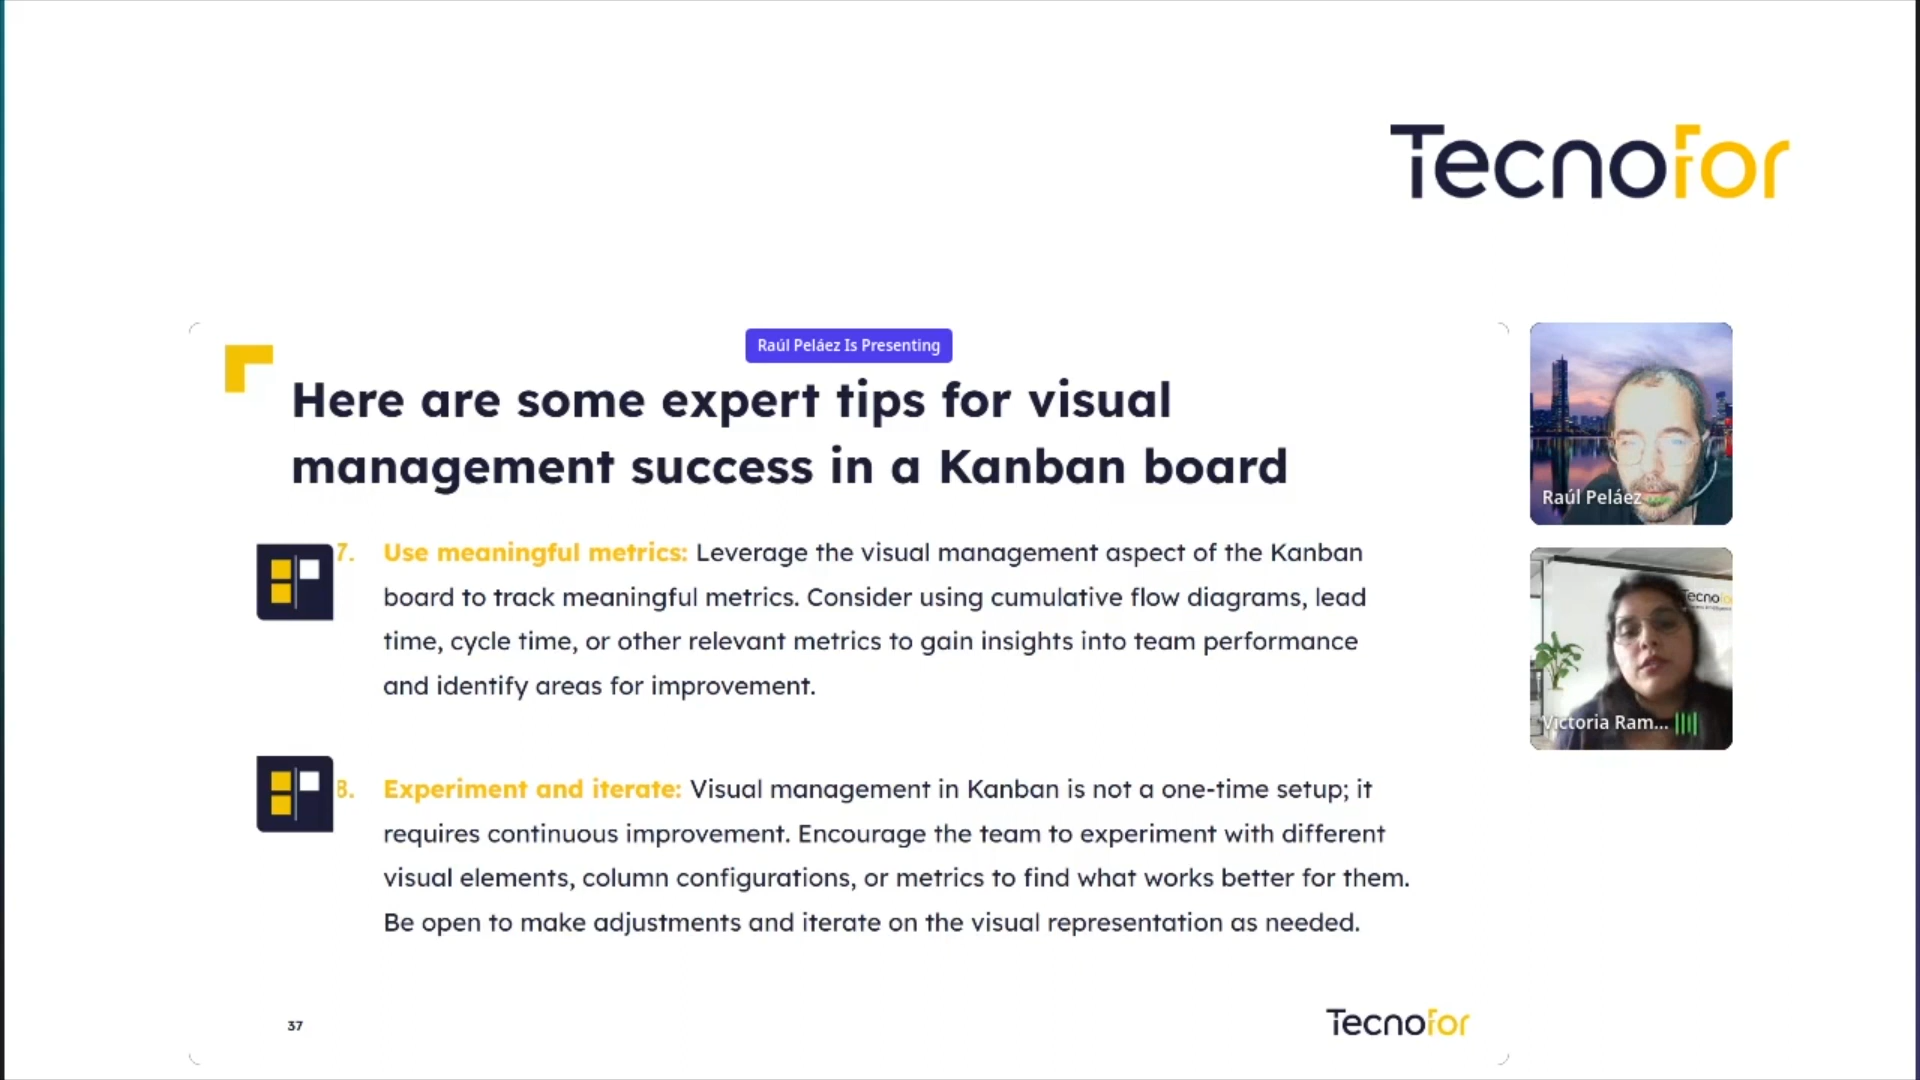 Tecnofor
Raúl Peláez Is Presenting
Here are some expert tips for visual
management success in a Kanban board
7. Use meaningful metrics: Leverage the visual management aspect of the Kanban
board to track meaningful metrics. Consider using cumulative flow diagrams, lead
time, cycle time, or other relevant metrics to gain insights into team performance
and identify areas for improvement.
8. Experiment and iterate: Visual management in Kanban is not a one-time setup; it
requires continuous improvement. Encourage the team to experiment with different
visual elements, column configurations, or metrics to find what works better for them.
Be open to make adjustments and iterate on the visual representation as needed.
37
Tecnofor
Raúl Peláez
Tecnofo
Victoria Ram...